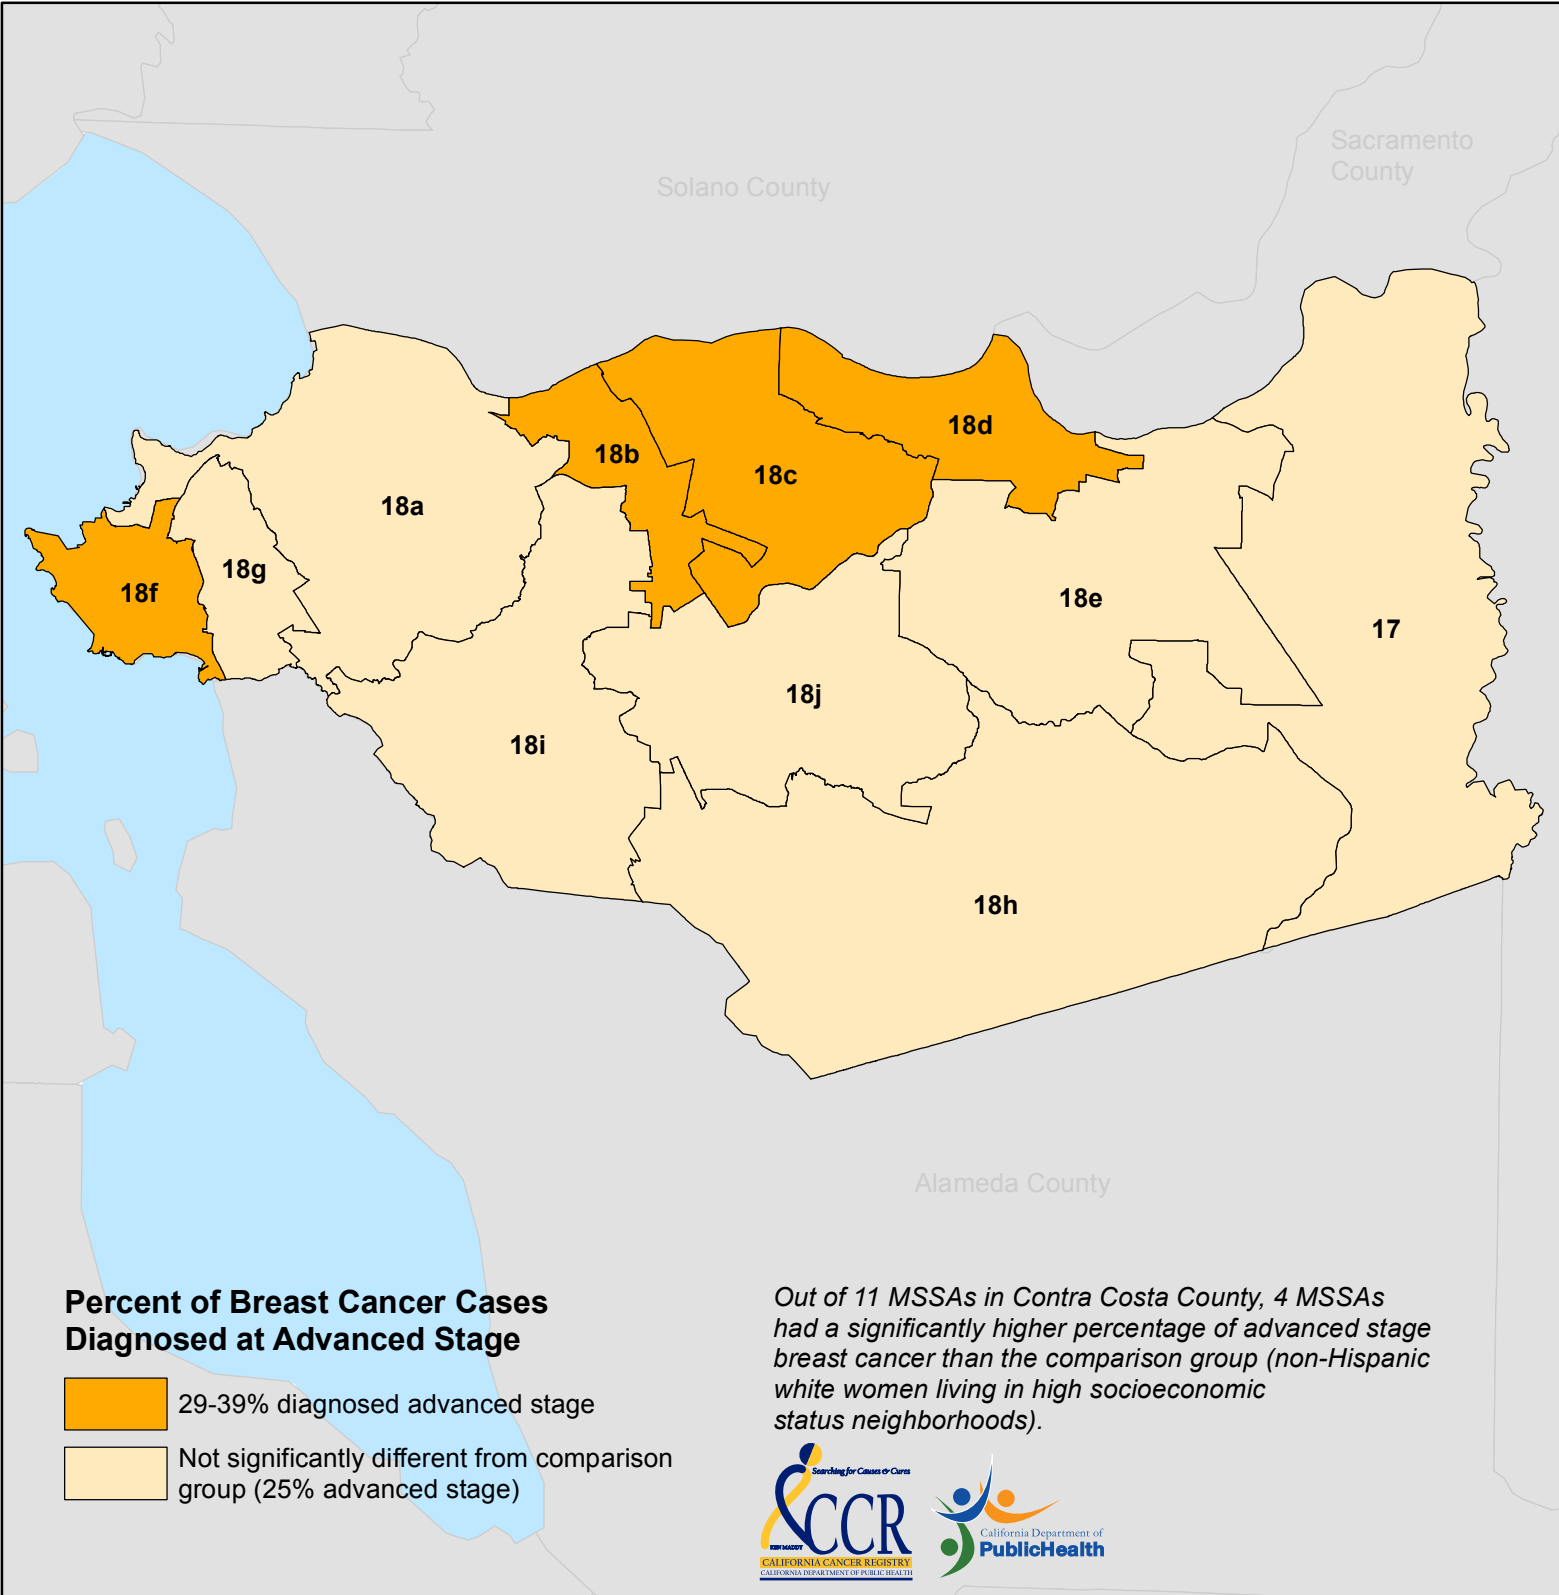 Sacramento
County
Solano County
18d
18b
18c
18a
18g
18f
18e
17
18j
18i
18h
Alameda County
Percent of Breast Cancer Cases
Diagnosed at Advanced Stage
29-39% diagnosed advanced stage
Not significantly different from comparison
group (25% advanced stage)
Out of 11 MSSAs in Contra Costa County, 4 MSSAs
had a significantly higher percentage of advanced stage
breast cancer than the comparison group (non-Hispanic
white women living in high socioeconomic
status neighborhoods).
Searching for Causes & Cures
CCR
KEN MADDY
CALIFORNIA CANCER REGISTRY
CALIFORNIA DEPARTMENT OF PUBLIC HEALTH
California Department of
PublicHealth